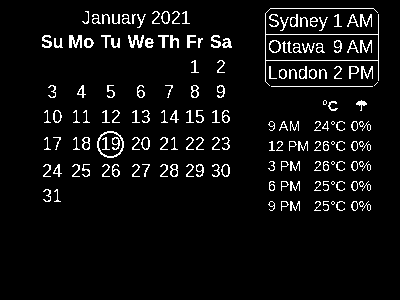 January 2021
Su Mo Tu We Th Fr Sa
1 2
3 4 5 6 7 8 9
10 11 12 13 14 15 16
17 18 19 20 21 22 23
24 25 26 27 28 29 30
31
Sydney 1 AM
Ottawa 9 AM
London 2 PM
°C ☂
9 AM 24°C 0%
12 PM 26°C 0%
3 PM 26°C 0%
6 PM 25°C 0%
9 PM 25°C 0%